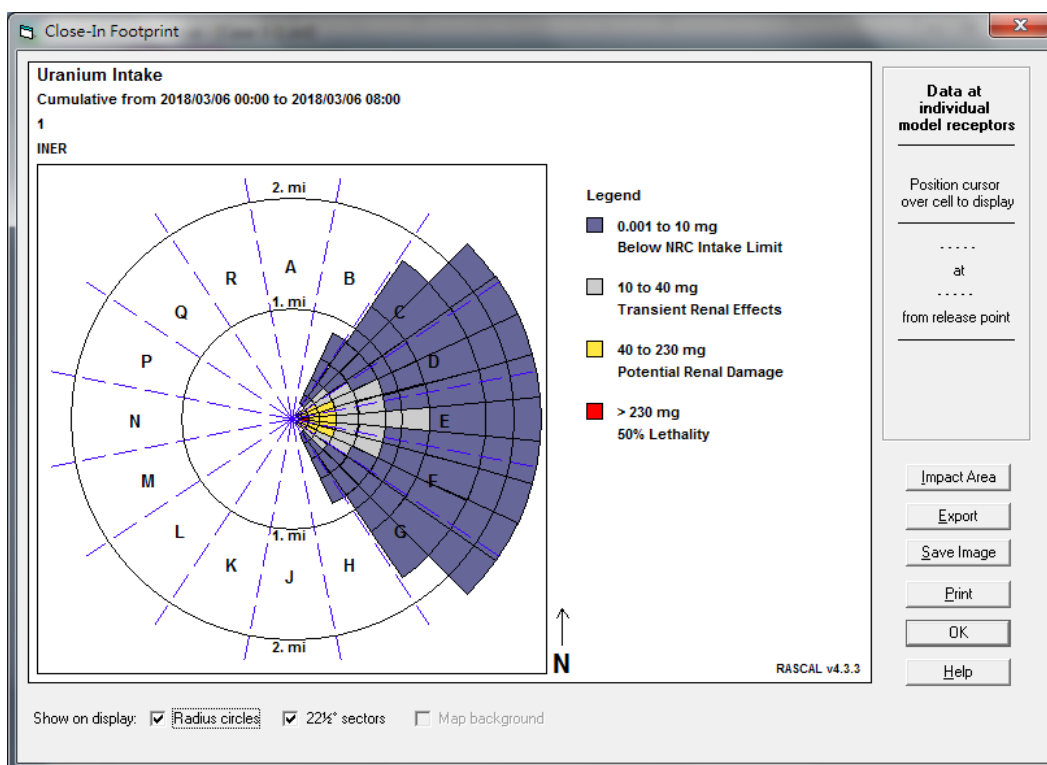 Close-In Footprint
Uranium Intake
Cumulative from 2018/03/06 00:00 to 2018/03/06 08:00
1
INER
2. mi
R
A
B
Q
1. mi
C
P
D
N
E
M
F
L
G
1. mi
K
J
H
2. mi
N
Legend
0.001 to 10 mg
Below NRC Intake Limit
10 to 40 mg
Transient Renal Effects
40 to 230 mg
Potential Renal Damage
> 230 mg
50% Lethality
RASCAL v4.3.3
Data at
individual
model receptors
Position cursor
over cell to display
- - - - -
at
- - - - -
from release point
Impact Area
Export
Save Image
Print
OK
Help
Show on display: Radius circles 22½° sectors Map background